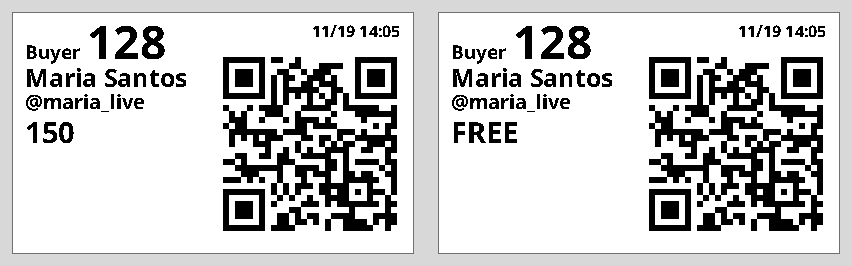 11/19 14:05
Buyer 128
Maria Santos
@maria_live
150
11/19 14:05
Buyer 128
Maria Santos
@maria_live
FREE